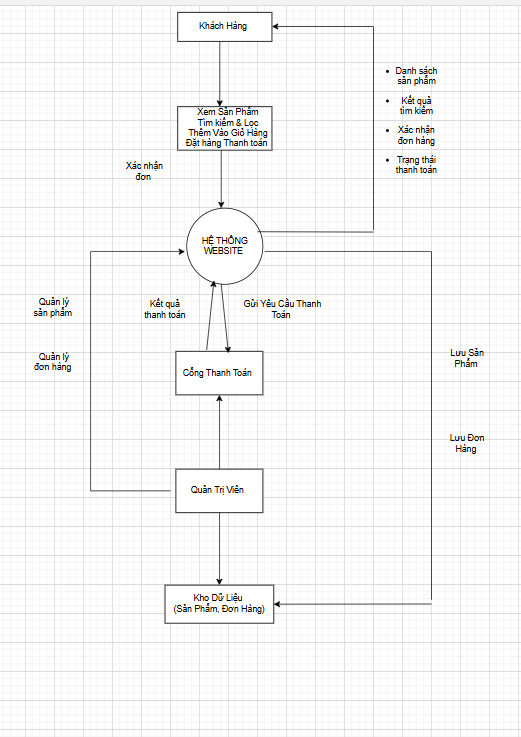 Khách Hàng
Xem Sản Phẩm
Tìm kiếm & Lọc
Thêm Vào Giỏ Hàng
Đặt hàng Thanh toán
• Danh sách
sản phẩm
• Kết quả
tìm kiếm
• Xác nhận
đơn hàng
• Trạng thái
thanh toán
Xác nhận
đơn
HỆ THỐNG
WEBSITE
Quản lý
sản phẩm
Kết quả
thanh toán
Gửi Yêu Cầu Thanh
Toán
Quản lý
đơn hàng
Cổng Thanh Toán
Lưu Sản
Phẩm
Lưu Đơn
Hàng
Quản Trị Viên
Kho Dữ Liệu
(Sản Phẩm, Đơn Hàng)